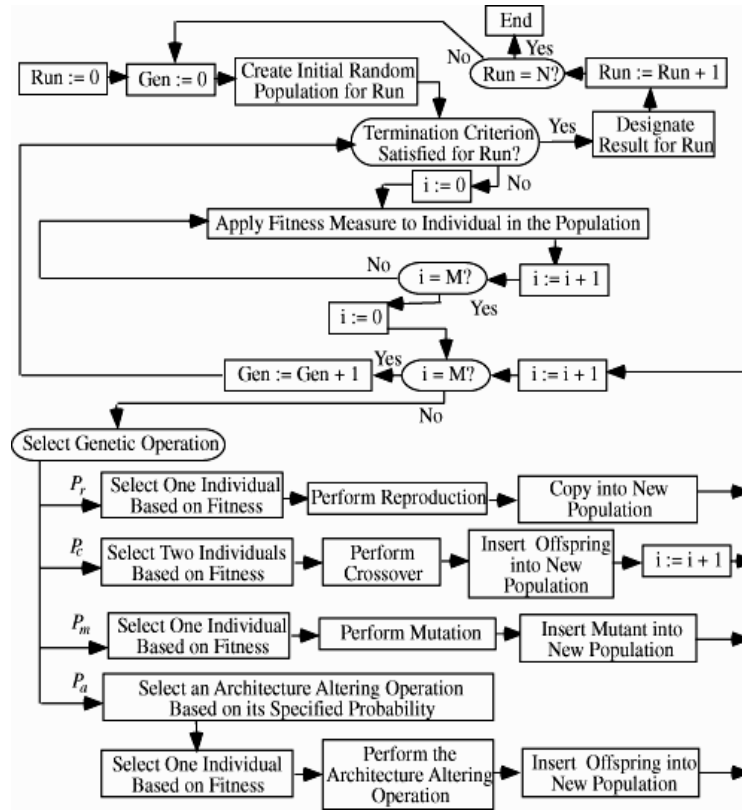 End
No
Yes
Run := 0
Gen := 0
Create Initial Random
Population for Run
Run = N?
Run := Run + 1
Termination Criterion
Satisfied for Run?
Yes
Designate
Result for Run
i := 0
No
Apply Fitness Measure to Individual in the Population
No
i = M?
i := i + 1
Yes
i := 0
Gen := Gen + 1
Yes
i = M?
i := i + 1
No
Select Genetic Operation
Pr
Select One Individual
Based on Fitness
Perform Reproduction
Copy into New
Population
Pc
Select Two Individuals
Based on Fitness
Perform
Crossover
Insert Offspring
into New
Population
i := i + 1
Pm
Select One Individual
Based on Fitness
Perform Mutation
Insert Mutant into
New Population
Pa
Select an Architecture Altering Operation
Based on its Specified Probability
Select One Individual
Based on Fitness
Perform the
Architecture Altering
Operation
Insert Offspring into
New Population